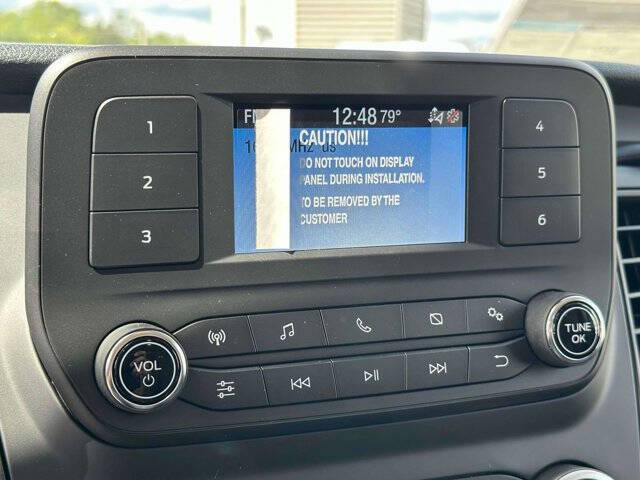 12:48 79°
CAUTION!!!
DO NOT TOUCH ON DISPLAY
PANEL DURING INSTALLATION.
TO BE REMOVED BY THE
CUSTOMER
1
2
3
4
5
6
VOL
TUNE
OK